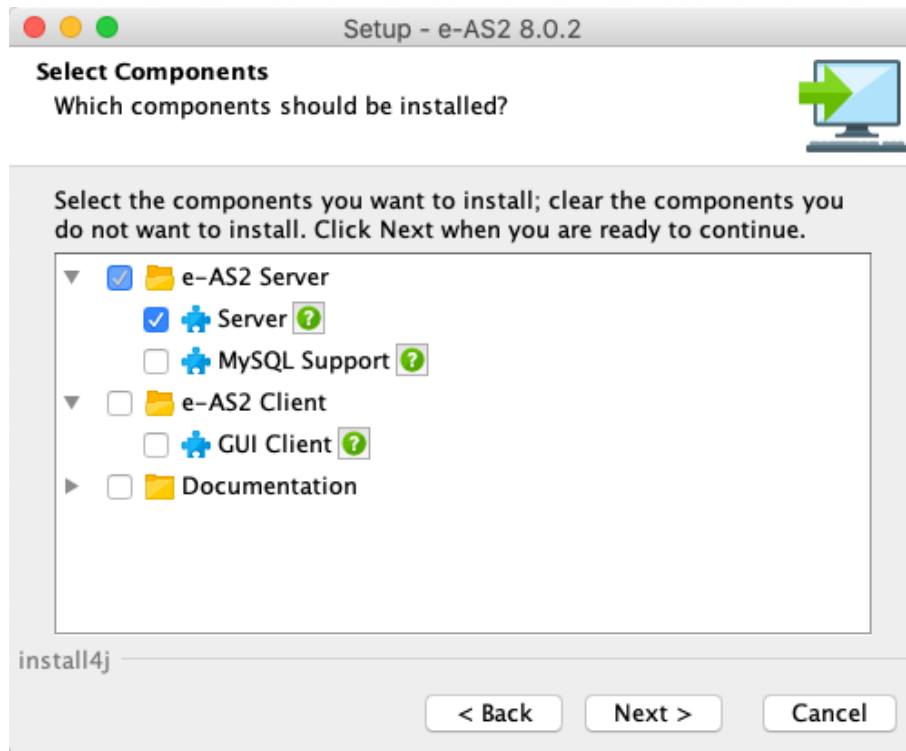 Setup - e-AS2 8.0.2
Select Components
Which components should be installed?
Select the components you want to install; clear the components you
do not want to install. Click Next when you are ready to continue.
e-AS2 Server
Server ?
MySQL Support ?
e-AS2 Client
GUI Client ?
Documentation
install4j
< Back Next > Cancel